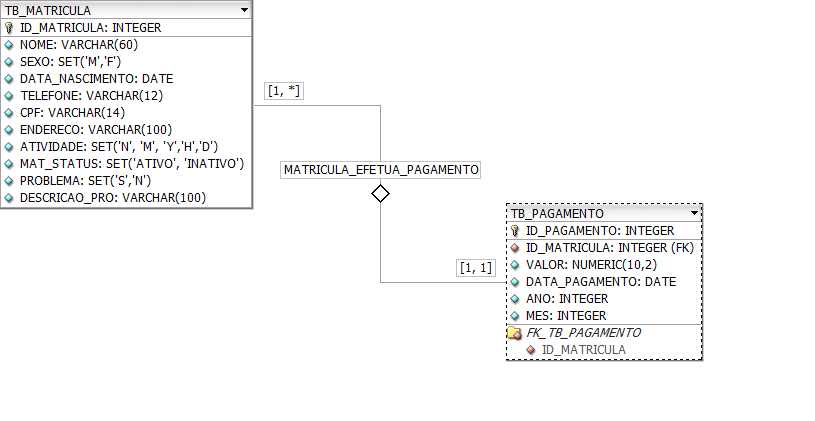 TB_MATRICULA
ID_MATRICULA: INTEGER
NOME: VARCHAR(60)
SEXO: SET('M','F')
DATA_NASCIMENTO: DATE
TELEFONE: VARCHAR(12)
CPF: VARCHAR(14)
ENDERECO: VARCHAR(100)
ATIVIDADE: SET('N', 'M', 'Y','H','D')
MAT_STATUS: SET('ATIVO', 'INATIVO')
PROBLEMA: SET('S','N')
DESCRICAO_PRO: VARCHAR(100)
[1, *]
MATRICULA_EFETUA_PAGAMENTO
[1, 1]
TB_PAGAMENTO
ID_PAGAMENTO: INTEGER
ID_MATRICULA: INTEGER (FK)
VALOR: NUMERIC(10,2)
DATA_PAGAMENTO: DATE
ANO: INTEGER
MES: INTEGER
FK_TB_PAGAMENTO
ID_MATRICULA